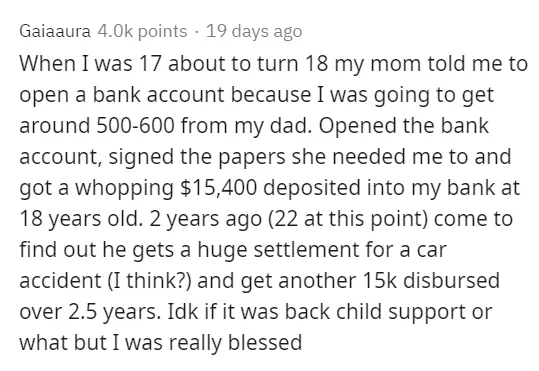 Gaiaaura 4.0k points · 19 days ago
When I was 17 about to turn 18 my mom told me to
open a bank account because I was going to get
around 500-600 from my dad. Opened the bank
account, signed the papers she needed me to and
got a whopping $15,400 deposited into my bank at
18 years old. 2 years ago (22 at this point) come to
find out he gets a huge settlement for a car
accident (I think?) and get another 15k disbursed
over 2.5 years. Idk if it was back child support or
what but I was really blessed